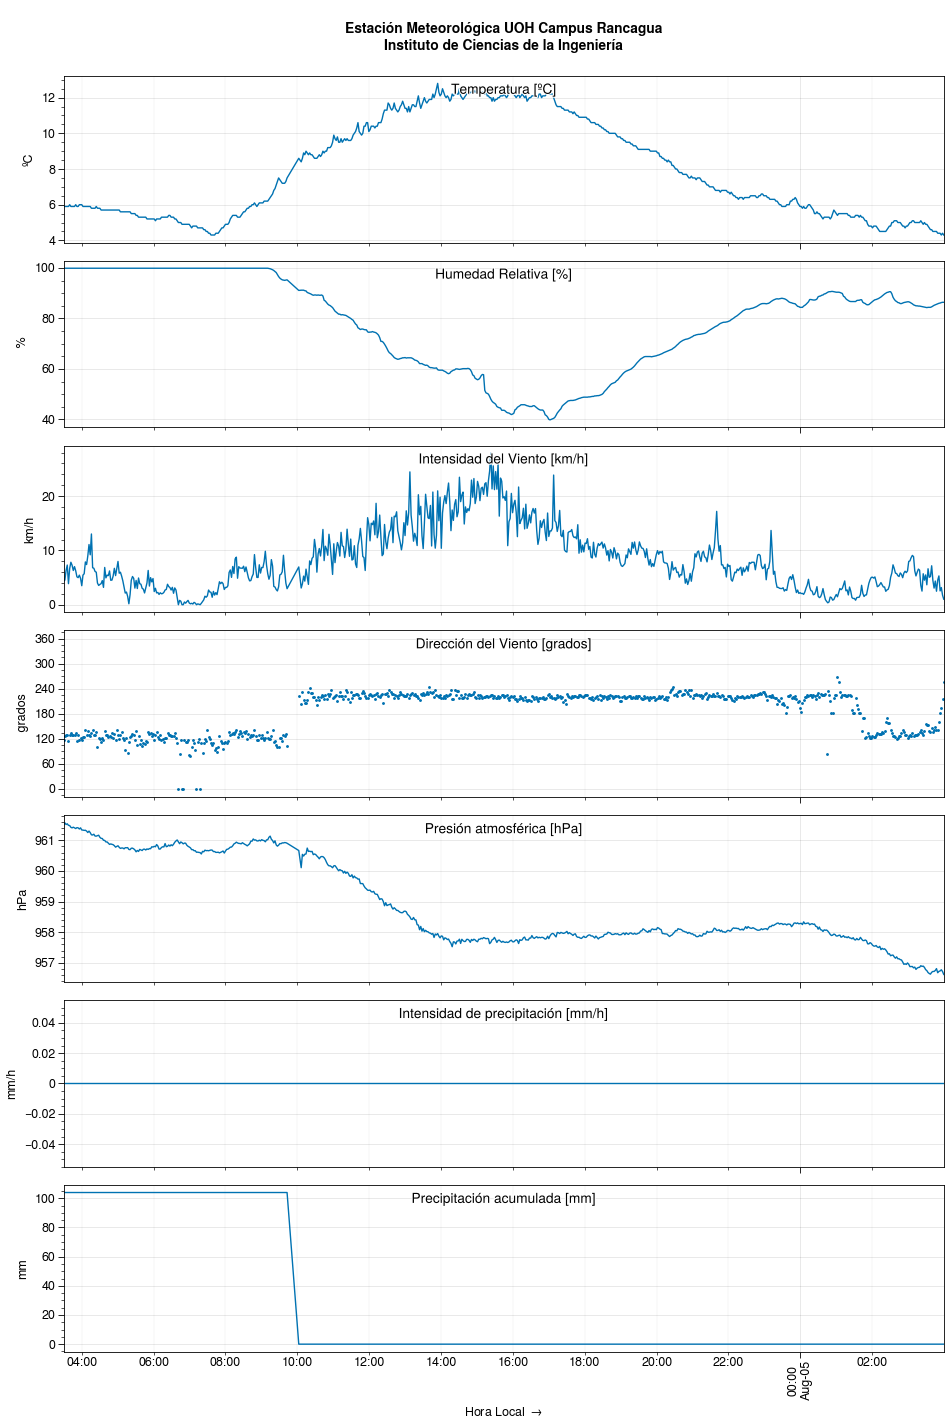 Estación Meteorológica UOH Campus Rancagua
Instituto de Ciencias de la Ingeniería
Temperatura [ºC]
12
10
8
6
4
ºC
Humedad Relativa [%]
100
80
60
40
%
Intensidad del Viento [km/h]
20
10
0
km/h
Dirección del Viento [grados]
360
300
240
180
120
60
0
grados
Presión atmosférica [hPa]
961
960
959
958
957
hPa
Intensidad de precipitación [mm/h]
0.04
0.02
0
−0.02
−0.04
mm/h
Precipitación acumulada [mm]
100
80
60
40
20
0
mm
04:00 06:00 08:00 10:00 12:00 14:00 16:00 18:00 20:00 22:00 00:00 02:00
Aug-05
Hora Local →